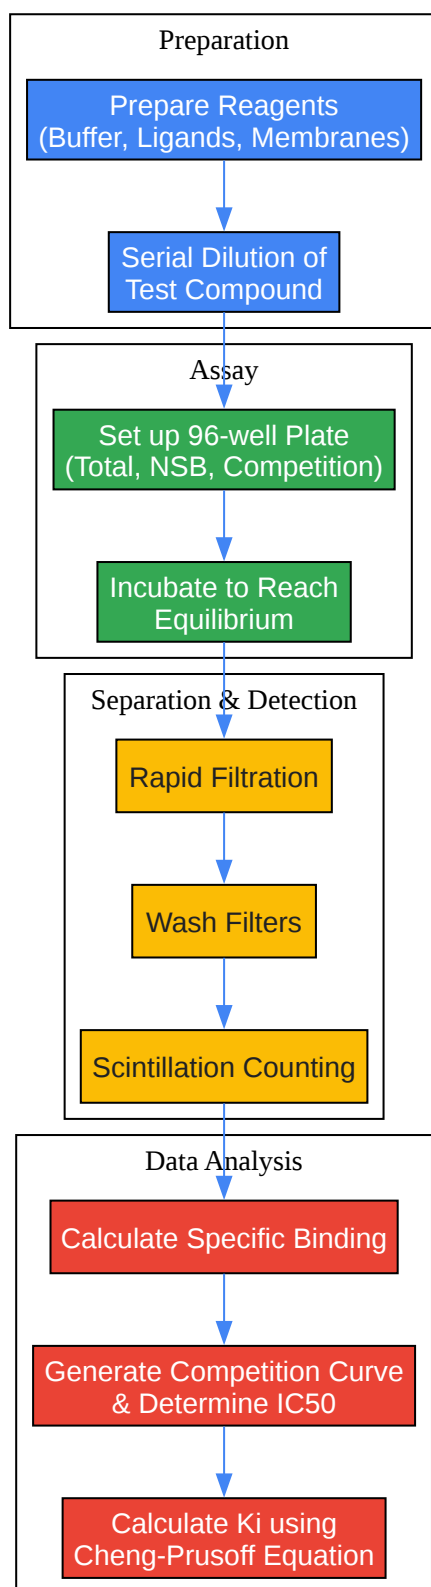 Preparation
Prepare Reagents
(Buffer, Ligands, Membranes)
Serial Dilution of
Test Compound
Assay
Set up 96-well Plate
(Total, NSB, Competition)
Incubate to Reach
Equilibrium
Separation & Detection
Rapid Filtration
Wash Filters
Scintillation Counting
Data Analysis
Calculate Specific Binding
Generate Competition Curve
& Determine IC50
Calculate Ki using
Cheng-Prusoff Equation